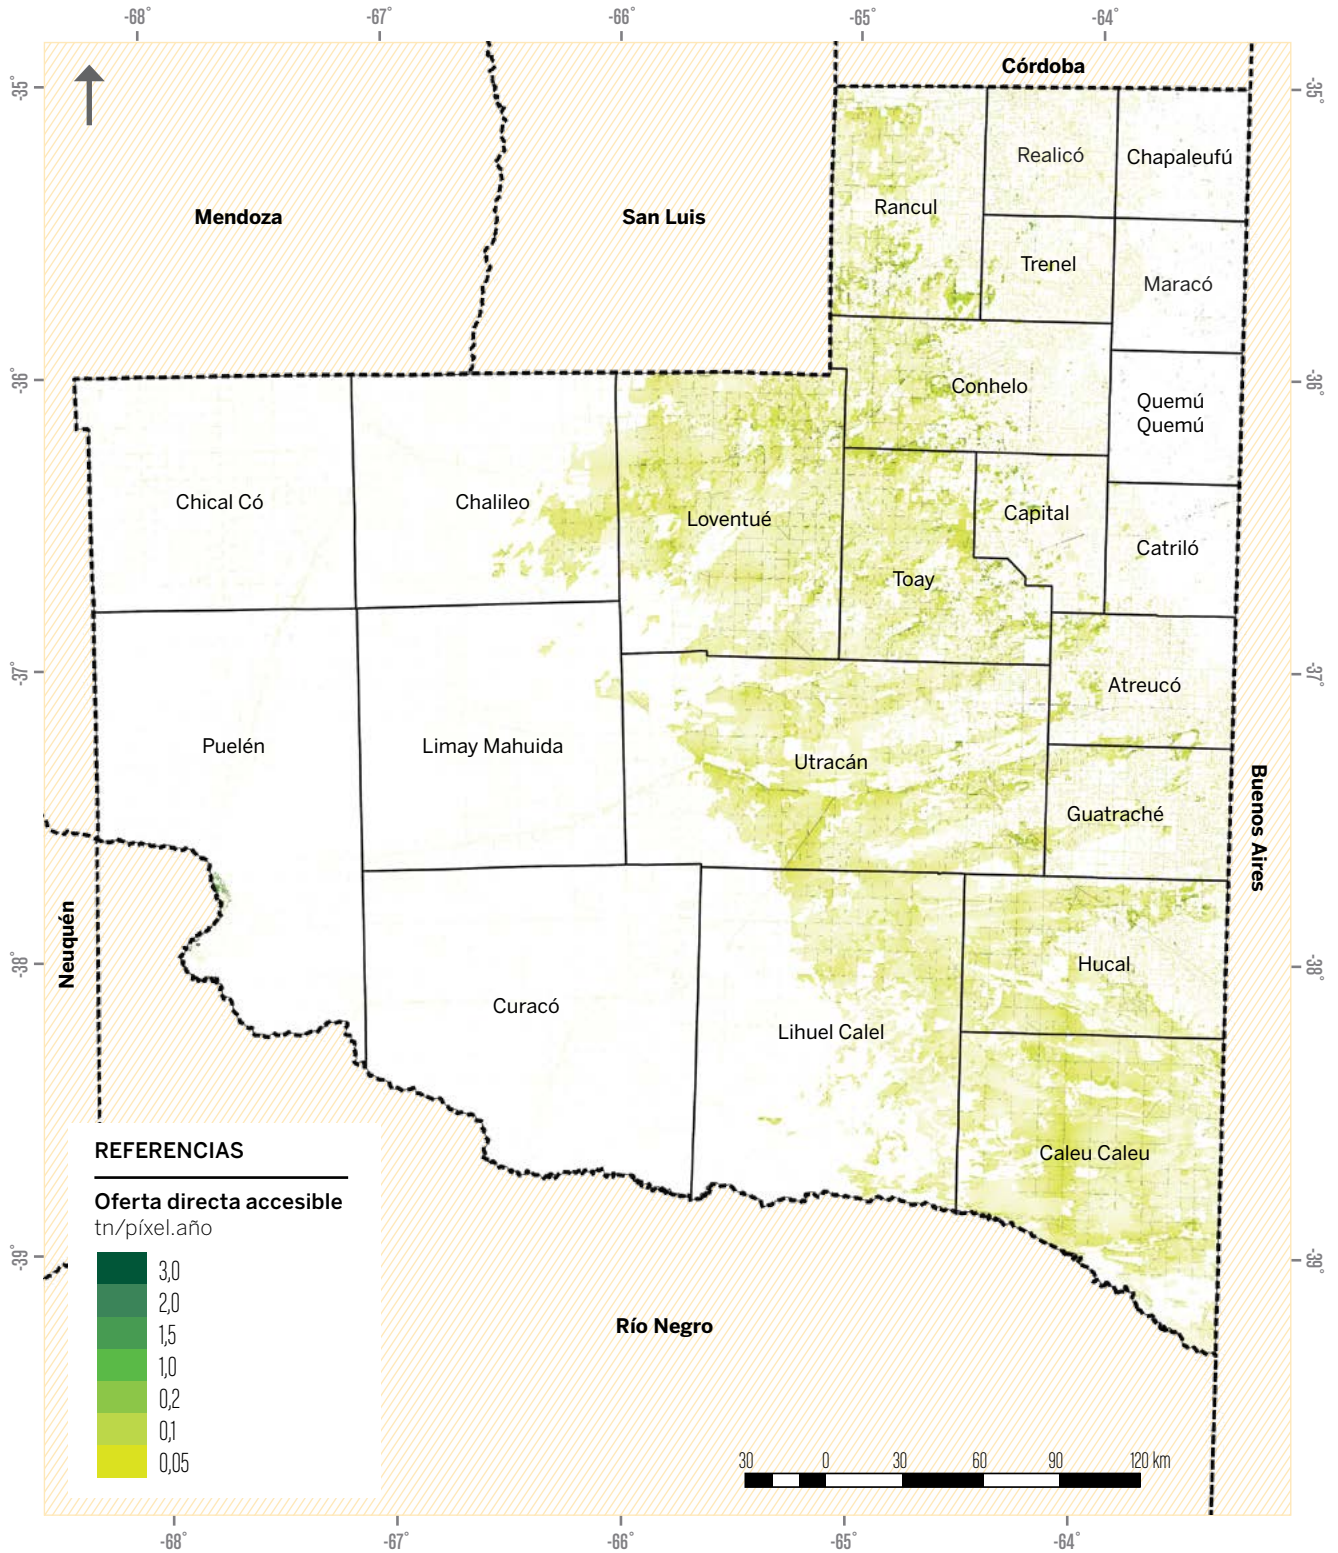 -68° -67° -66° -65° -64°
-35°
-35°
Córdoba
Realicó
Chapaleufú
Rancul
Mendoza
San Luis
Trenel
Maracó
-36°
-36°
Conhelo
Quemú
Quemú
Chical Có
Chalileo
Loventué
Capital
Catriló
Toay
-37°
-37°
Atreucó
Puelén
Limay Mahuida
Utracán
Guatraché
Buenos Aires
Neuquén
-38°
-38°
Hucal
Curacó
Lihuel Calel
Caleu Caleu
REFERENCIAS
Oferta directa accesible
tn/píxel.año
3,0
2,0
1,5
1,0
0,2
0,1
0,05
-39°
-39°
Río Negro
30 0 30 60 90 120 km
-68° -67° -66° -65° -64°